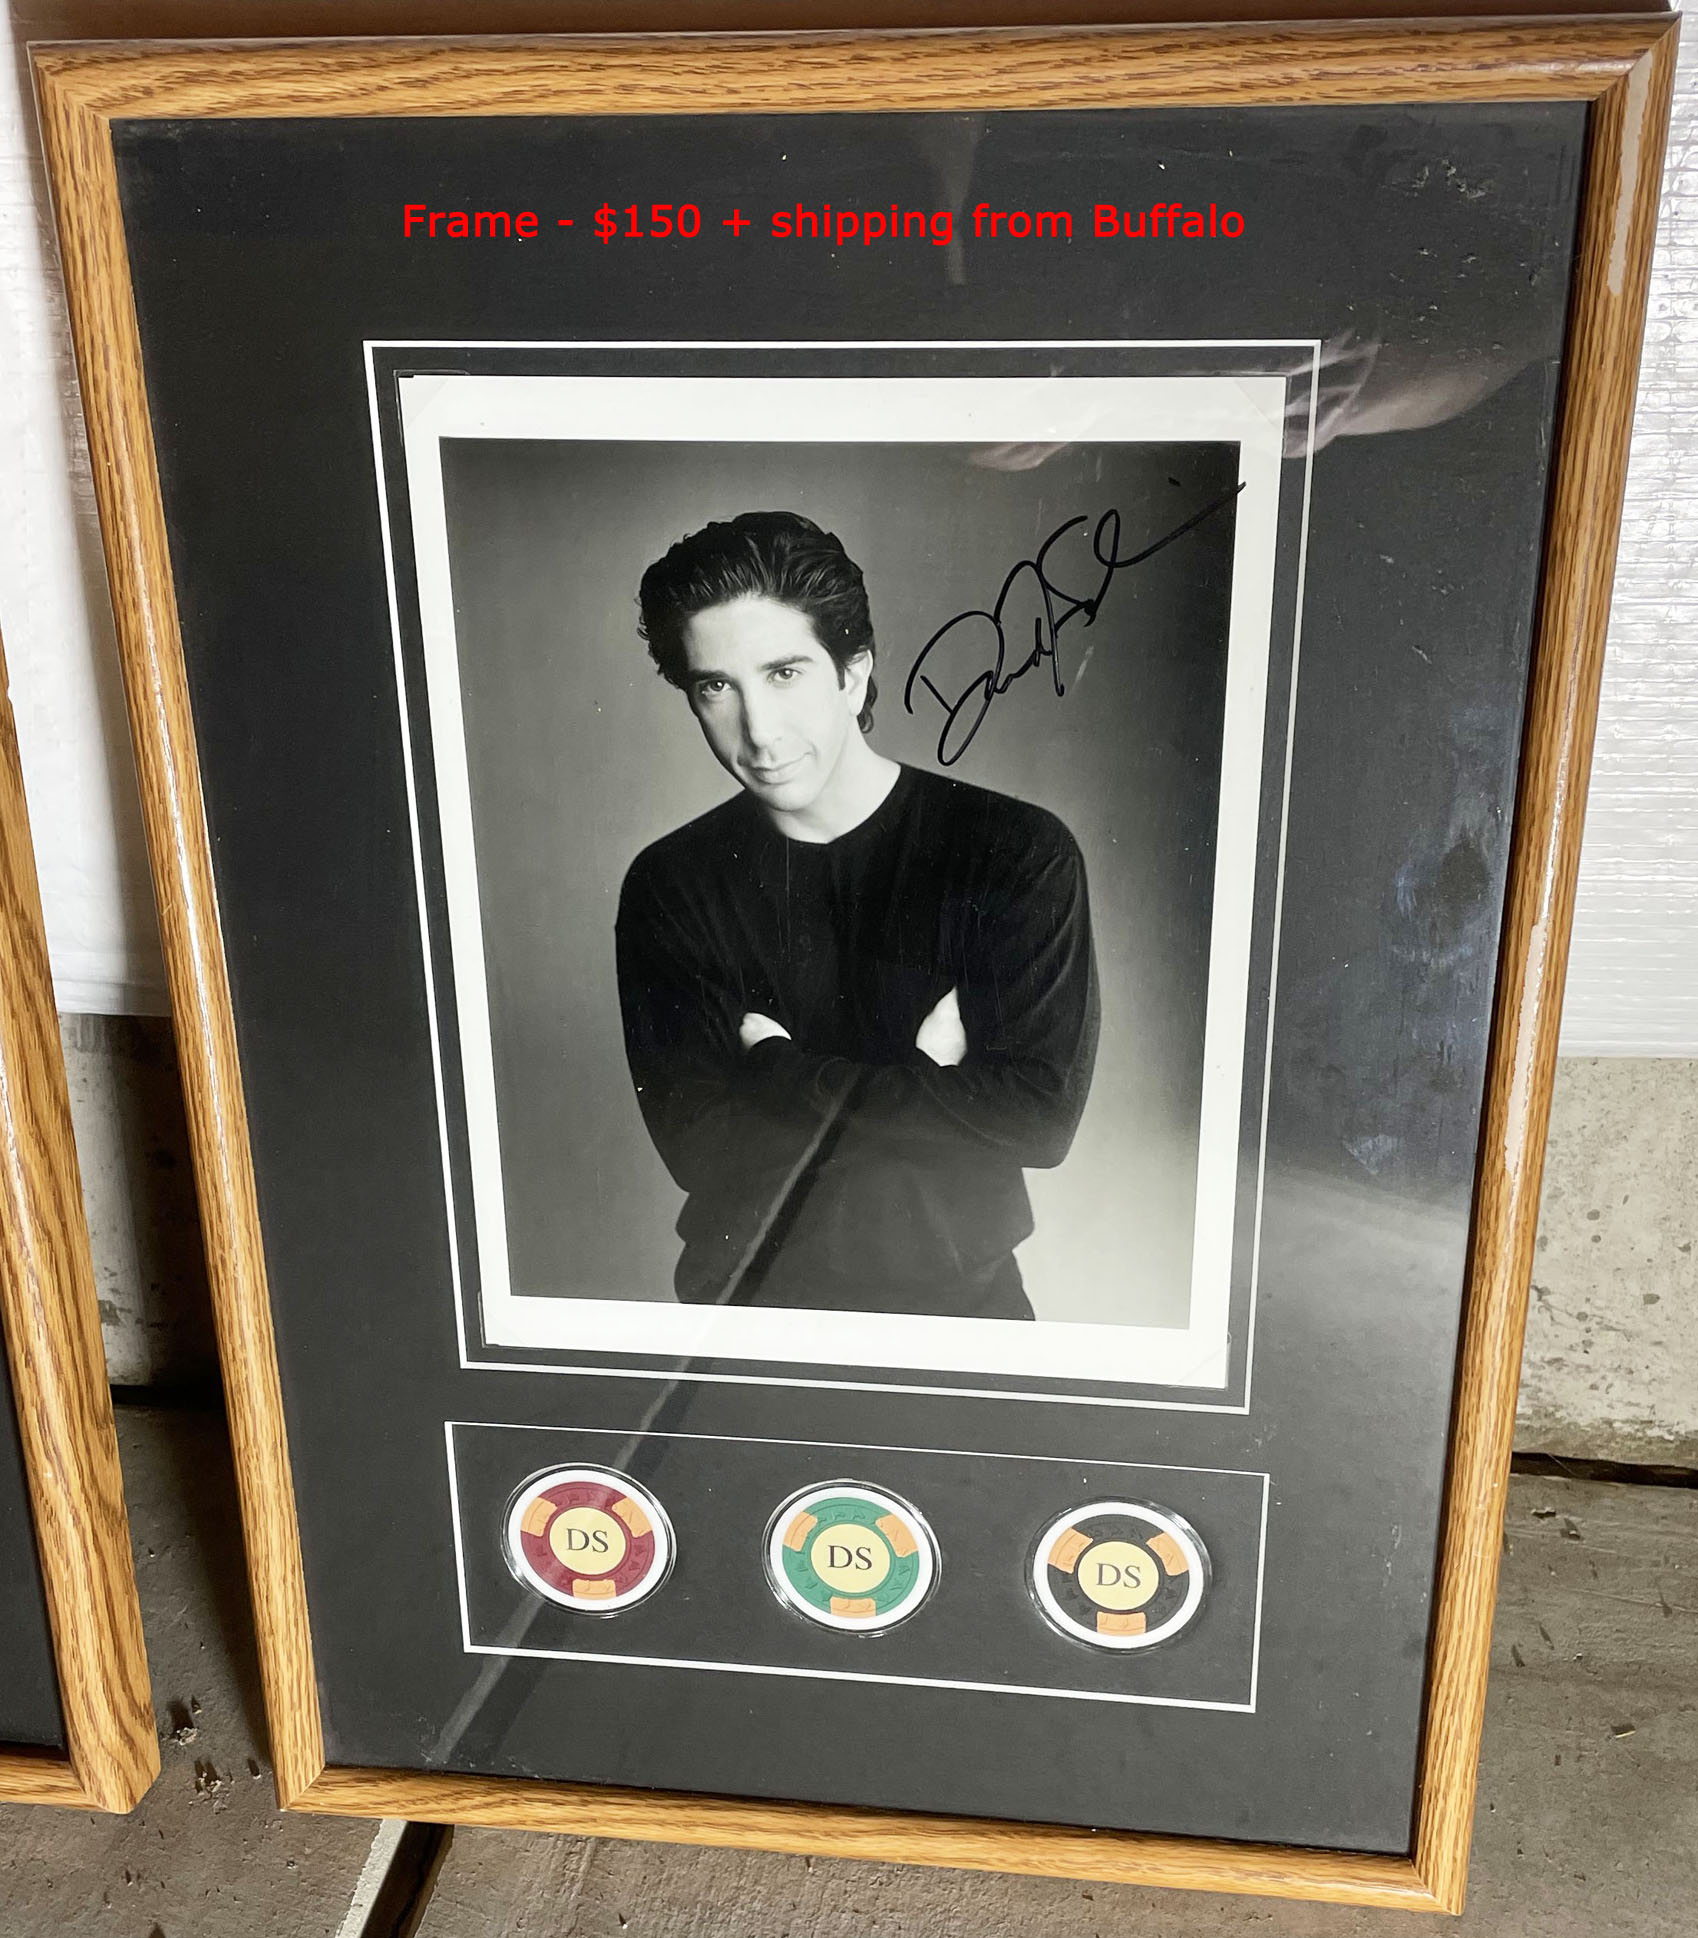 Frame - $150 + shipping from Buffalo
DS
DS
DS